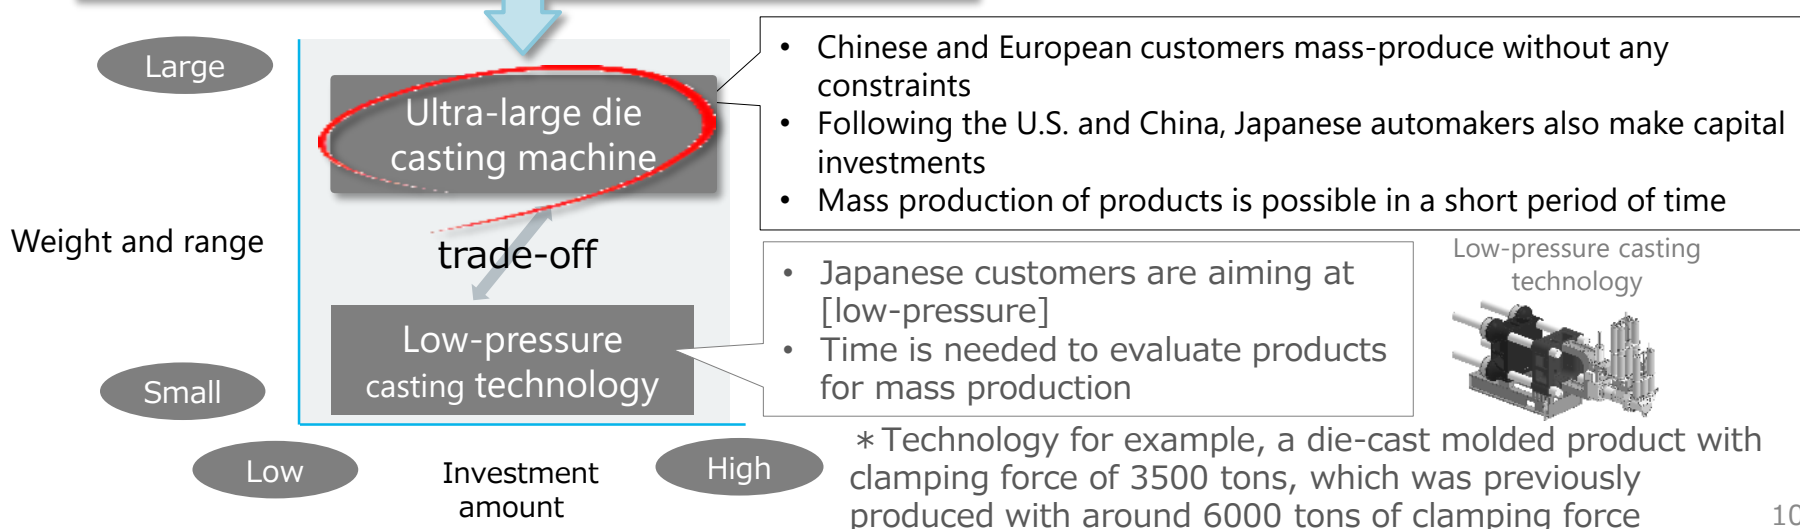 Large
Ultra-large die
casting machine
• Chinese and European customers mass-produce without any
constraints
• Following the U.S. and China, Japanese automakers also make capital
investments
• Mass production of products is possible in a short period of time
Weight and range
trade-off
Low-pressure
casting technology
• Japanese customers are aiming at
[low-pressure]
• Time is needed to evaluate products
for mass production
Low-pressure casting
technology
Small
Low
Investment
amount
High
＊Technology for example, a die-cast molded product with
clamping force of 3500 tons, which was previously
produced with around 6000 tons of clamping force
10